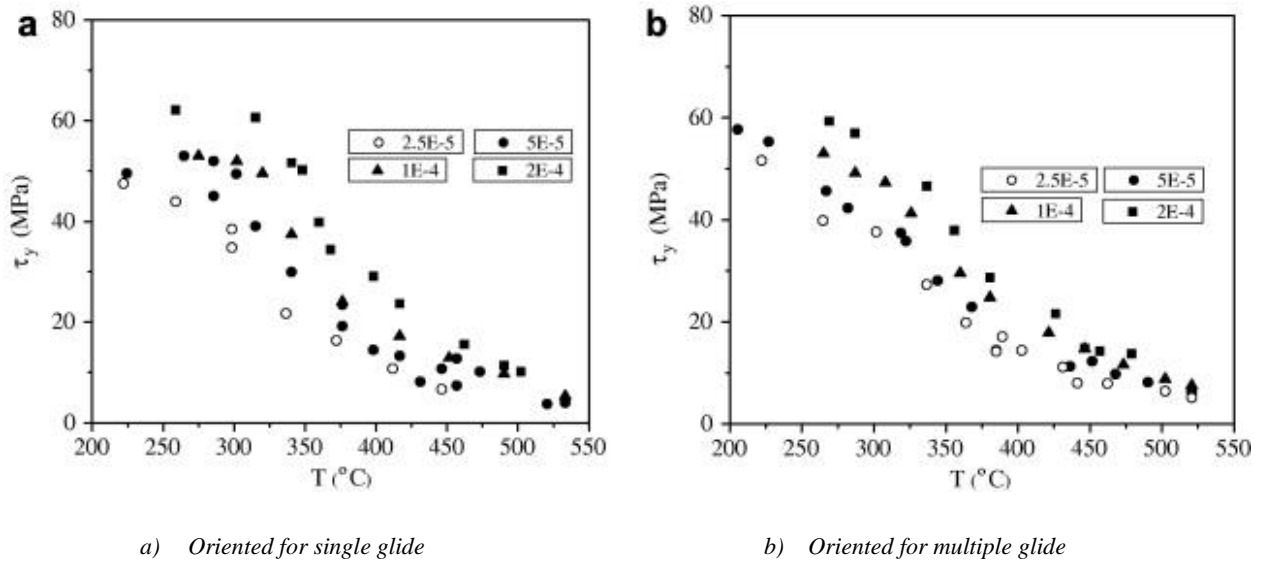 a
80
60
40
20
0
τy (MPa)
2.5E-5
5E-5
1E-4
2E-4
200 250 300 350 400 450 500 550
T (°C)
b
80
60
40
20
0
τy (MPa)
2.5E-5
5E-5
1E-4
2E-4
200 250 300 350 400 450 500 550
T (°C)
a) Oriented for single glide
b) Oriented for multiple glide